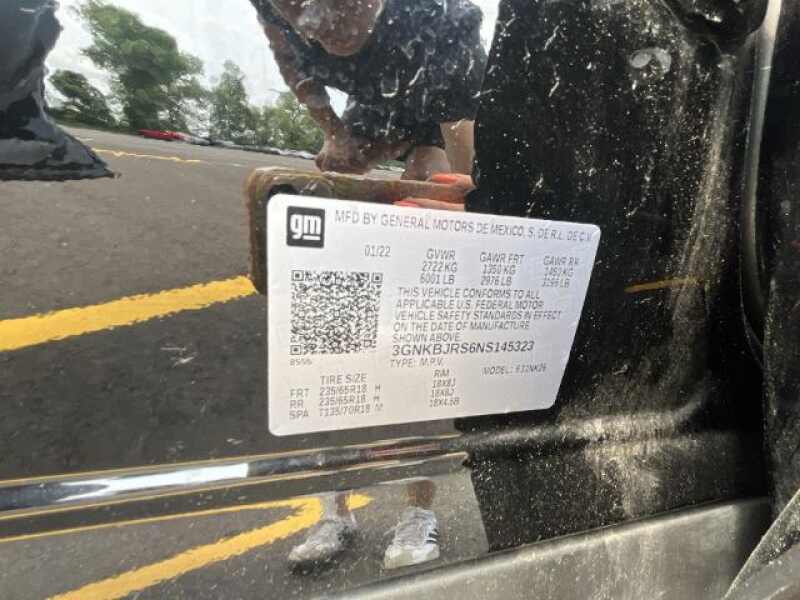 gm
MFD BY GENERAL MOTORS DE MEXICO, S. DE R.L. DE C.V.
01/22
GVWR GAWR FRT GAWR RR
2722 KG 1350 KG 1450 KG
6001 LB 2976 LB 3196 LB
THIS VEHICLE CONFORMS TO ALL
APPLICABLE U.S. FEDERAL MOTOR
VEHICLE SAFETY STANDARDS IN EFFECT
ON THE DATE OF MANUFACTURE
SHOWN ABOVE.
3GNKBJRS6NS145323
TYPE: M.P.V. MODEL:
TIRE SIZE RIM
FRT 235/65R18 H 18X8J
RR 235/65R18 H 18X8J
SPA T135/70R18 M 18X4.5B